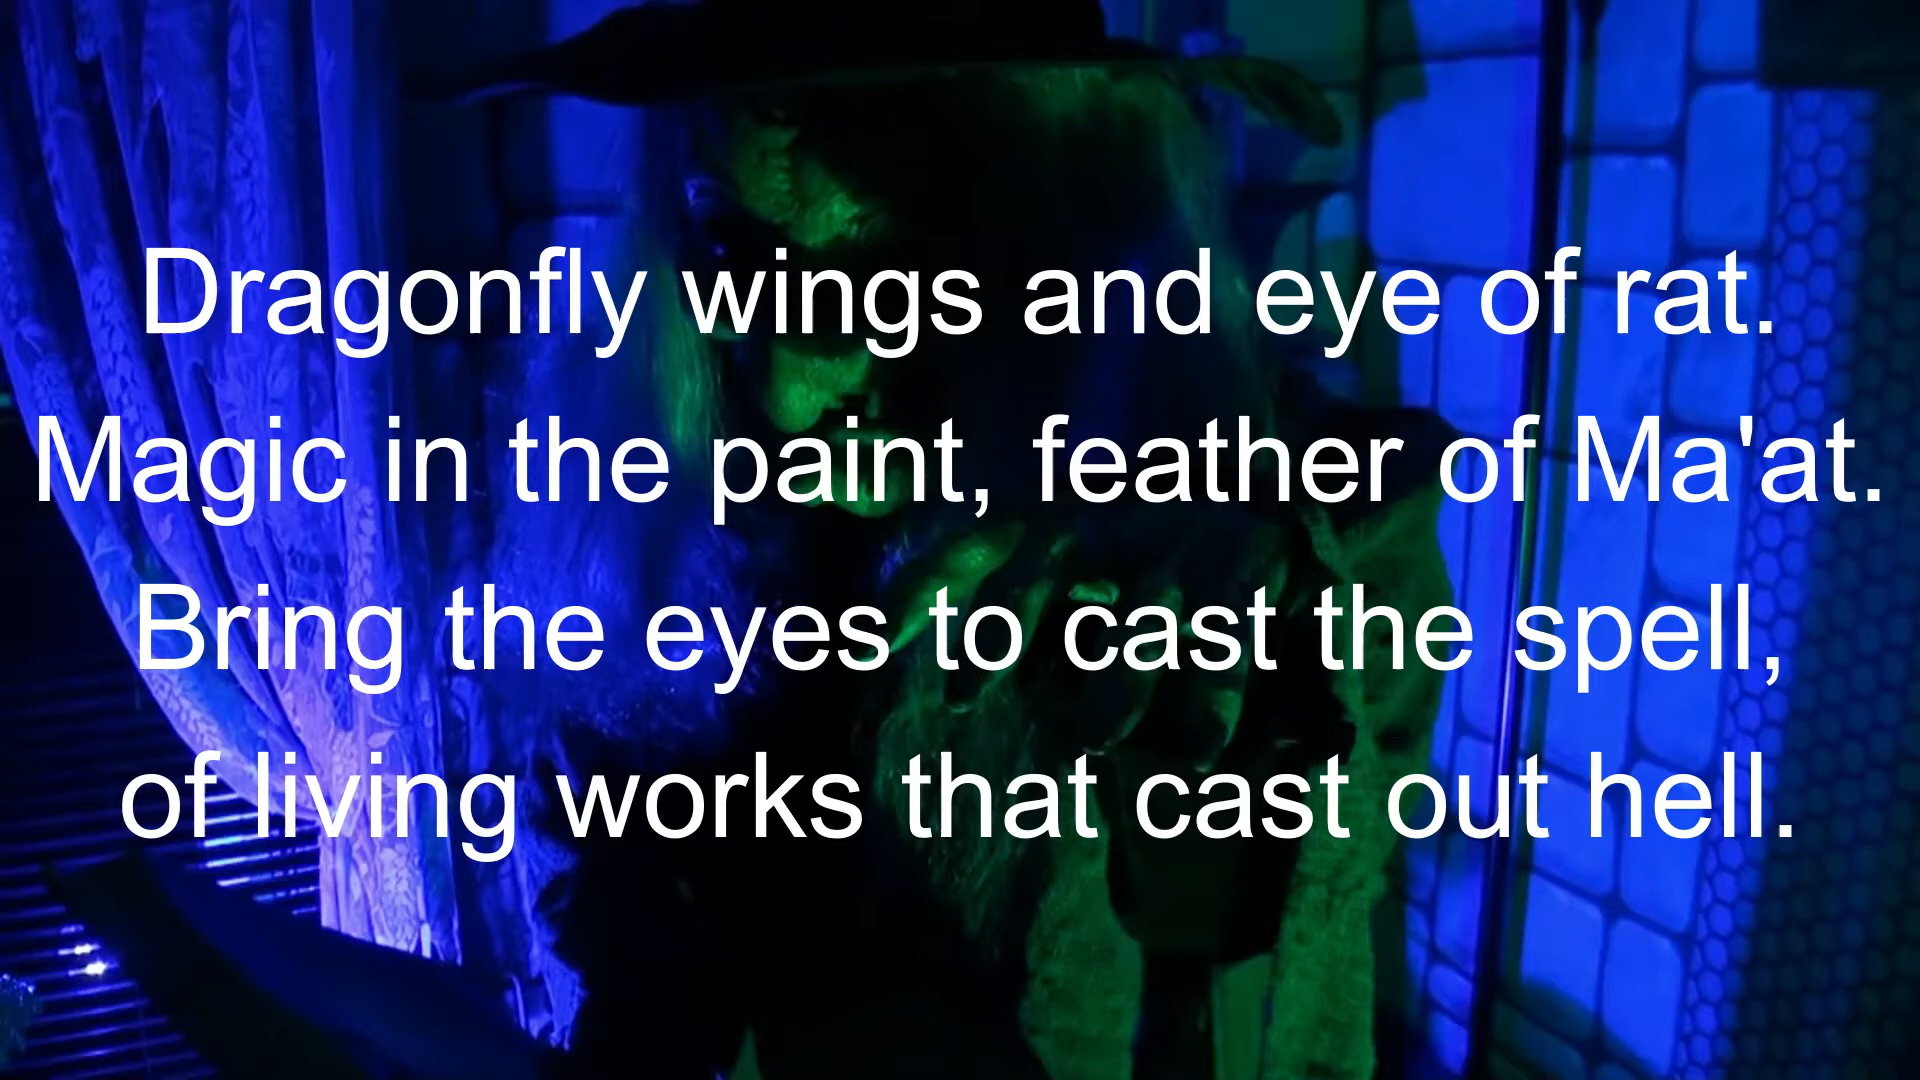 Dragonfly wings and eye of rat.
Magic in the paint, feather of Ma'at.
Bring the eyes to cast the spell,
of living works that cast out hell.